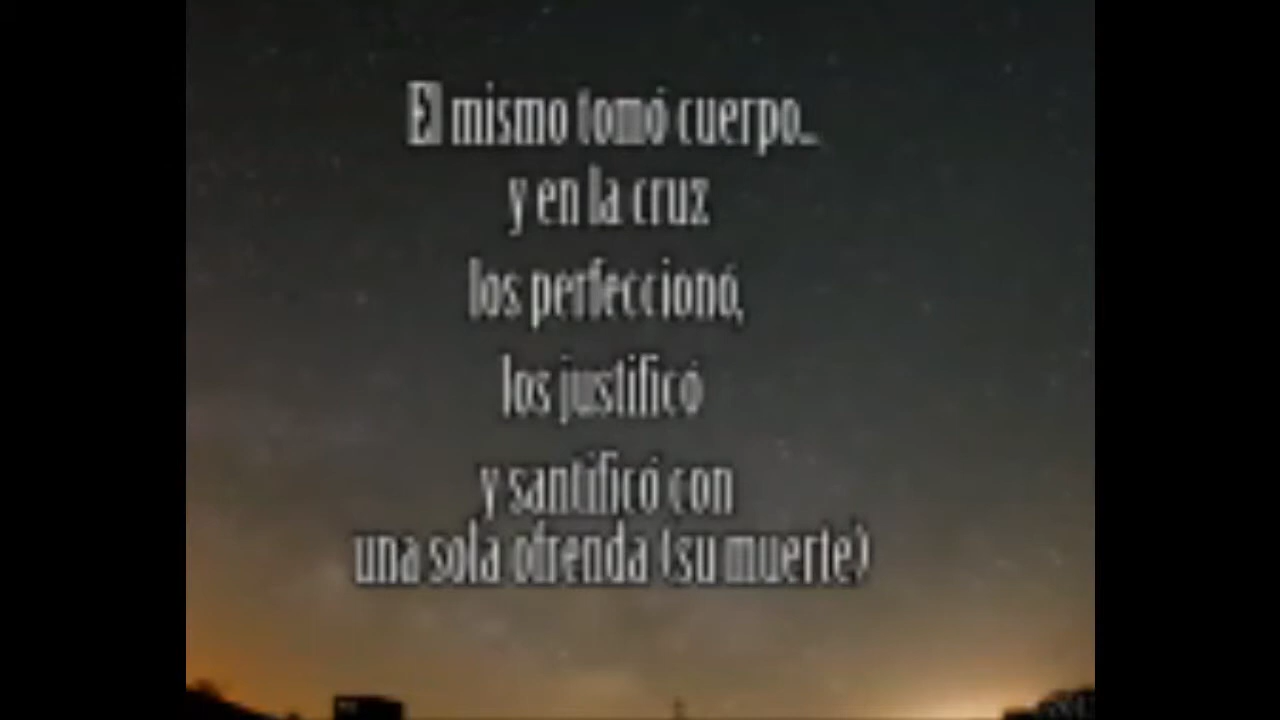 El mismo tomó cuerpo...
y en la cruz
los perfeccionó,
los justificó
y santificó con
una sola ofrenda (su muerte)